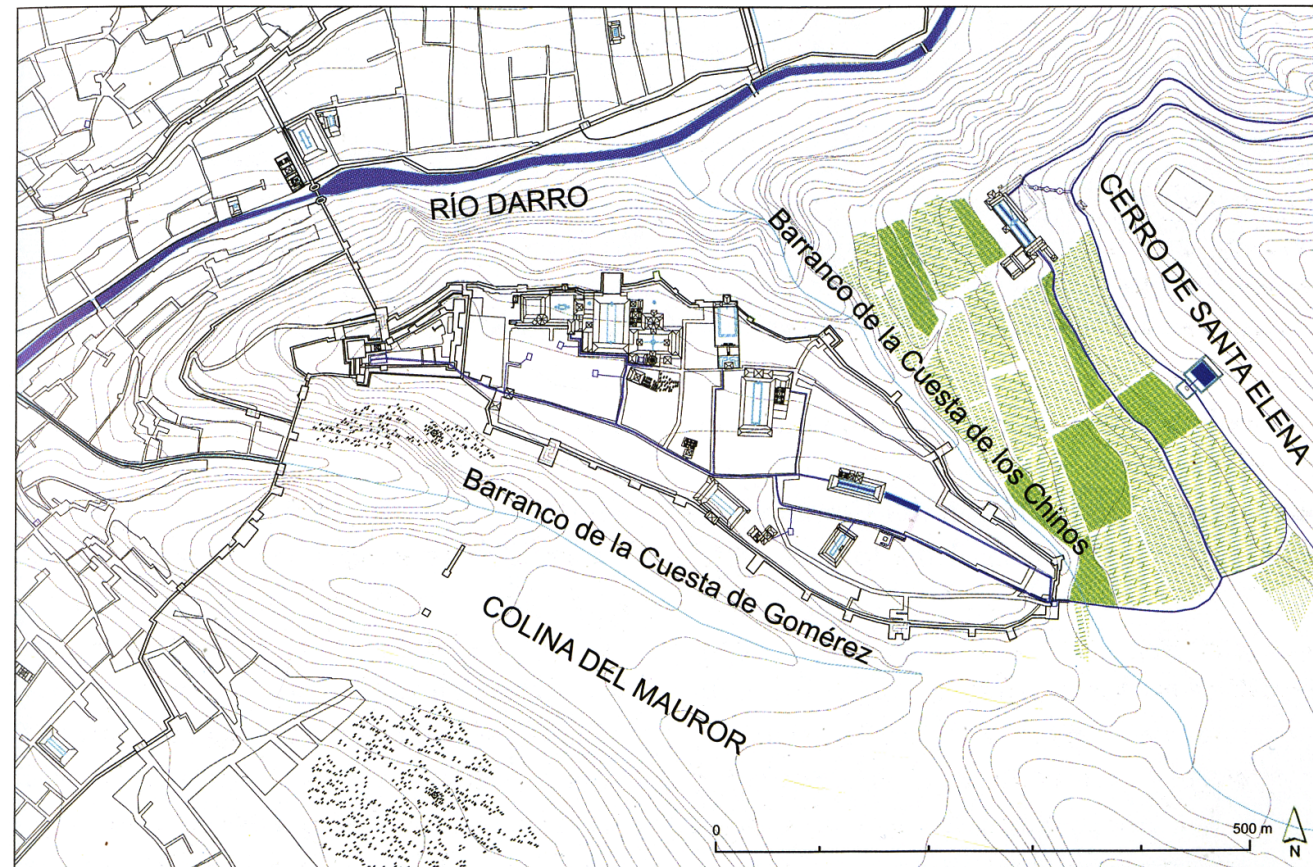 RÍO DARRO
Barranco de la Cuesta de los Chinos
CERRO DE SANTA ELENA
Barranco de la Cuesta de Gomérez
COLINA DEL MAUROR
0
500 m
N